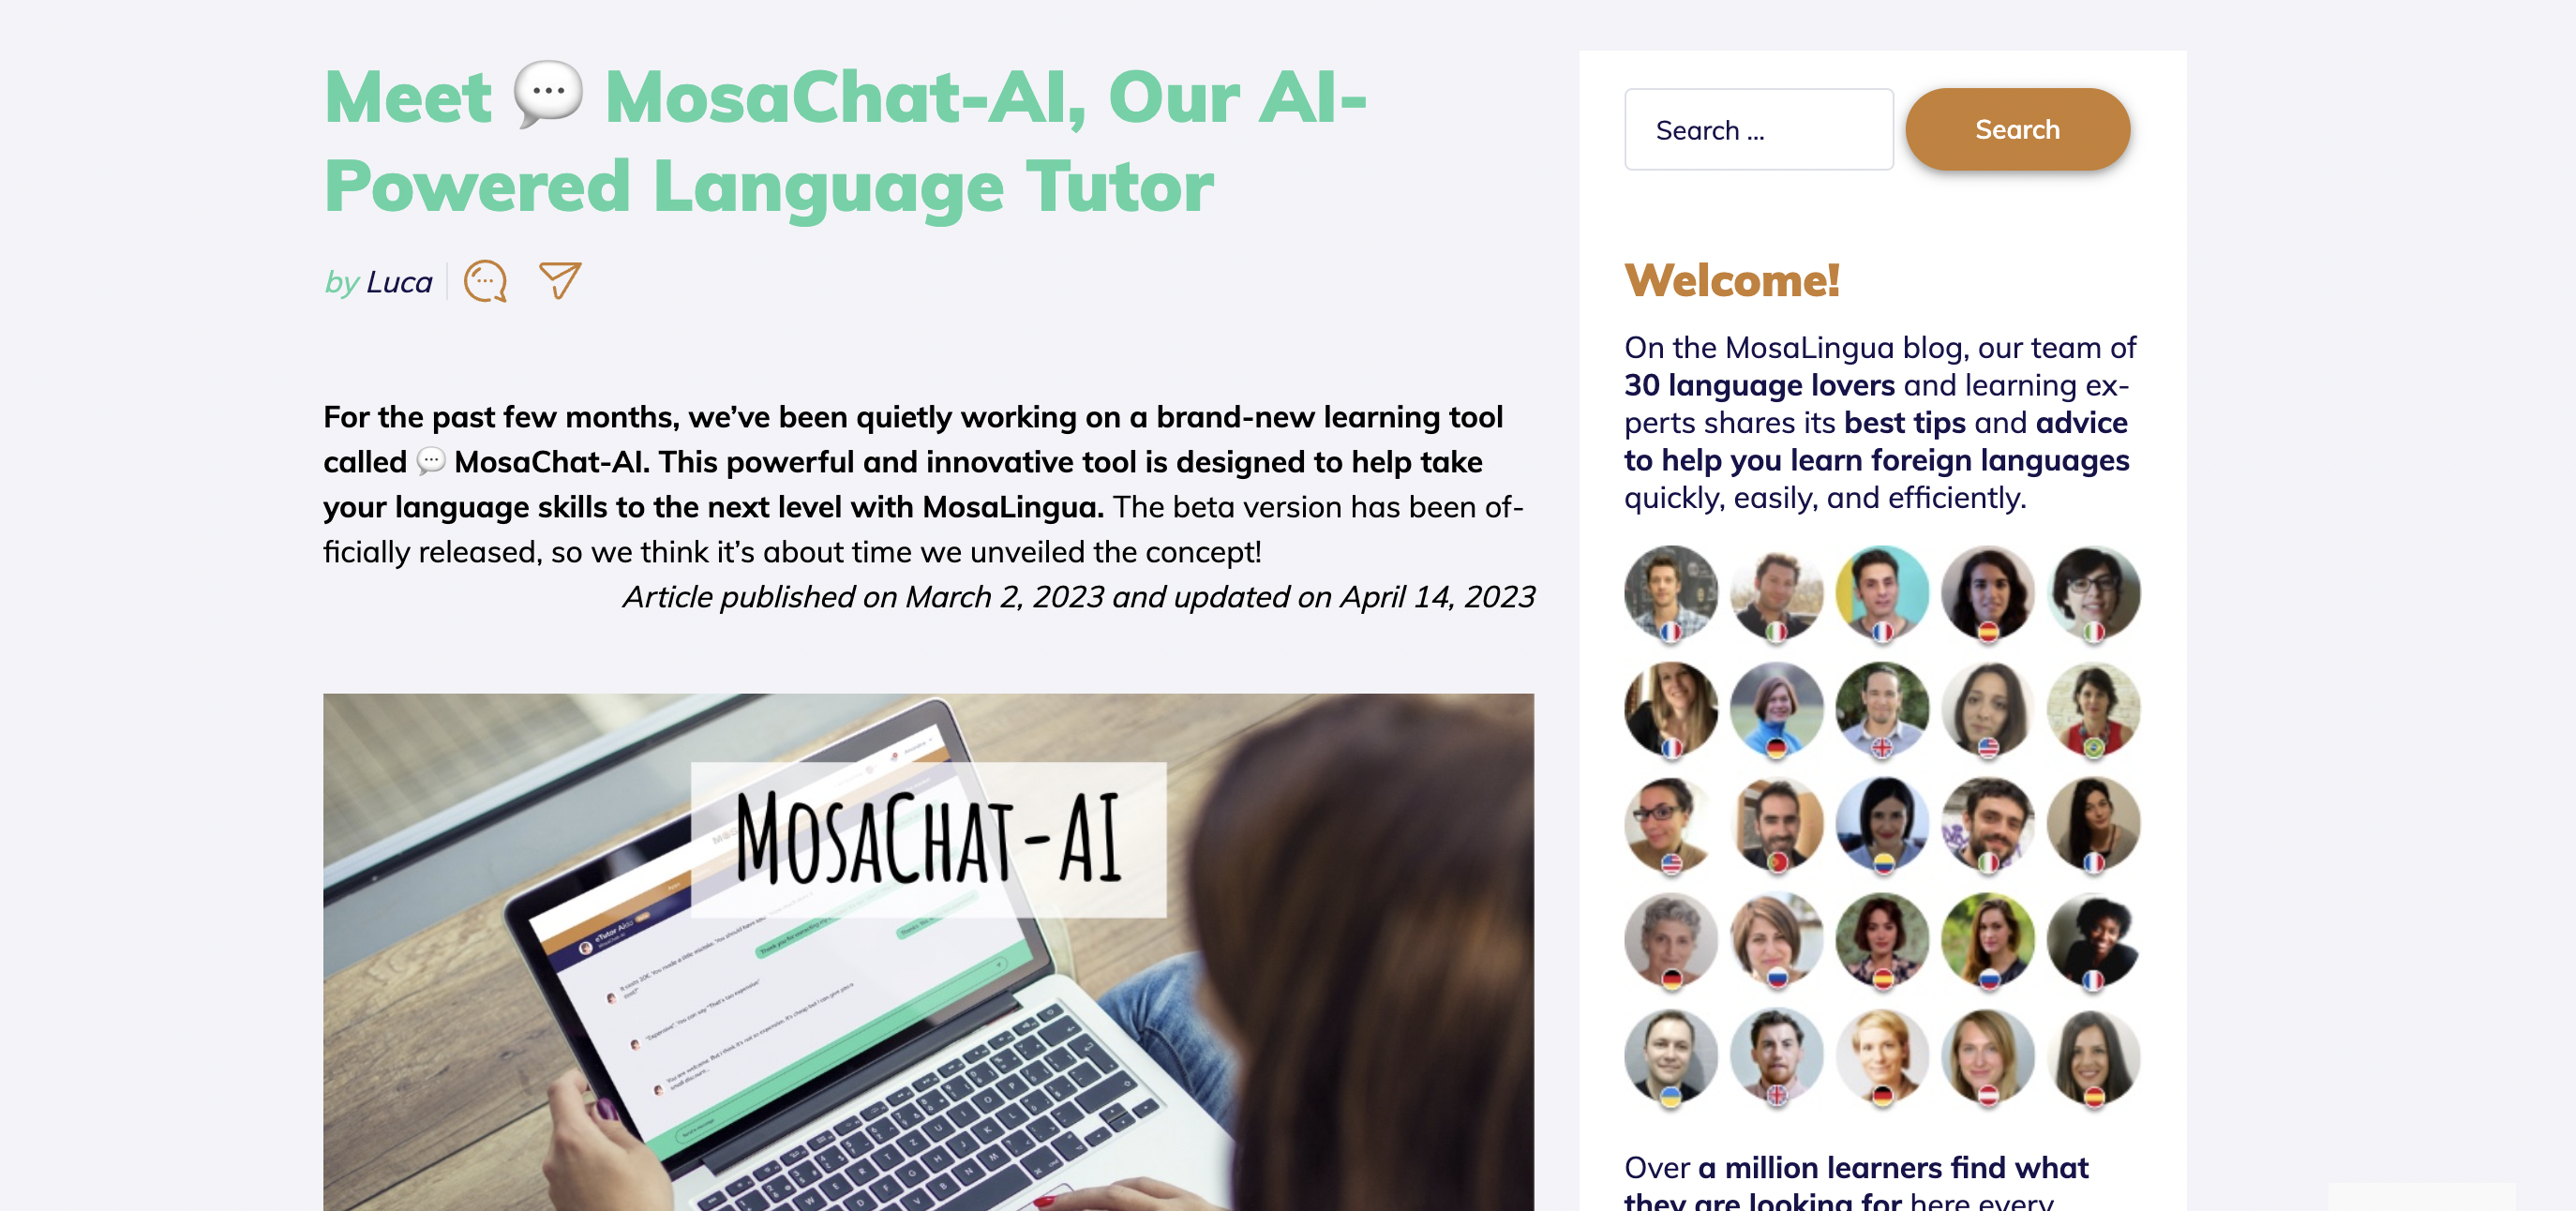 Meet 💬 MosaChat-AI, Our AI-
Powered Language Tutor
by Luca
For the past few months, we’ve been quietly working on a brand-new learning tool
called 💬 MosaChat-AI. This powerful and innovative tool is designed to help take
your language skills to the next level with MosaLingua. The beta version has been of-
ficially released, so we think it’s about time we unveiled the concept!
Article published on March 2, 2023 and updated on April 14, 2023
MosaChat-AI
eTutor Aldo
Search ...
Search
Welcome!
On the MosaLingua blog, our team of
30 language lovers and learning ex-
perts shares its best tips and advice
to help you learn foreign languages
quickly, easily, and efficiently.
Over a million learners find what
they are looking for here every